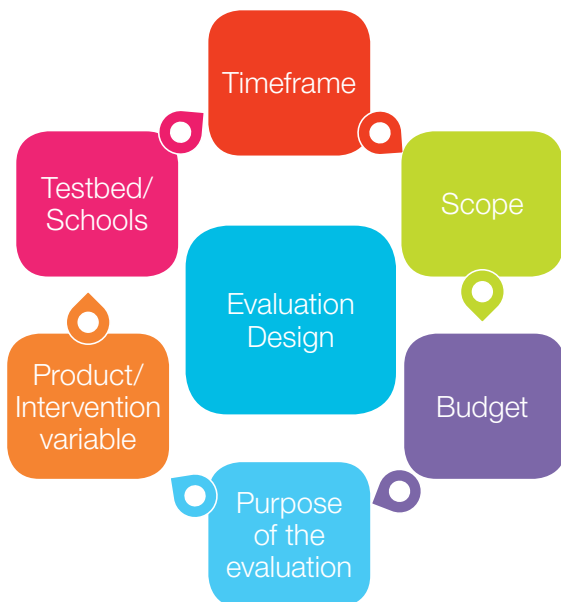 Timeframe
Testbed/
Schools
Scope
Evaluation
Design
Product/
Intervention
variable
Budget
Purpose
of the
evaluation